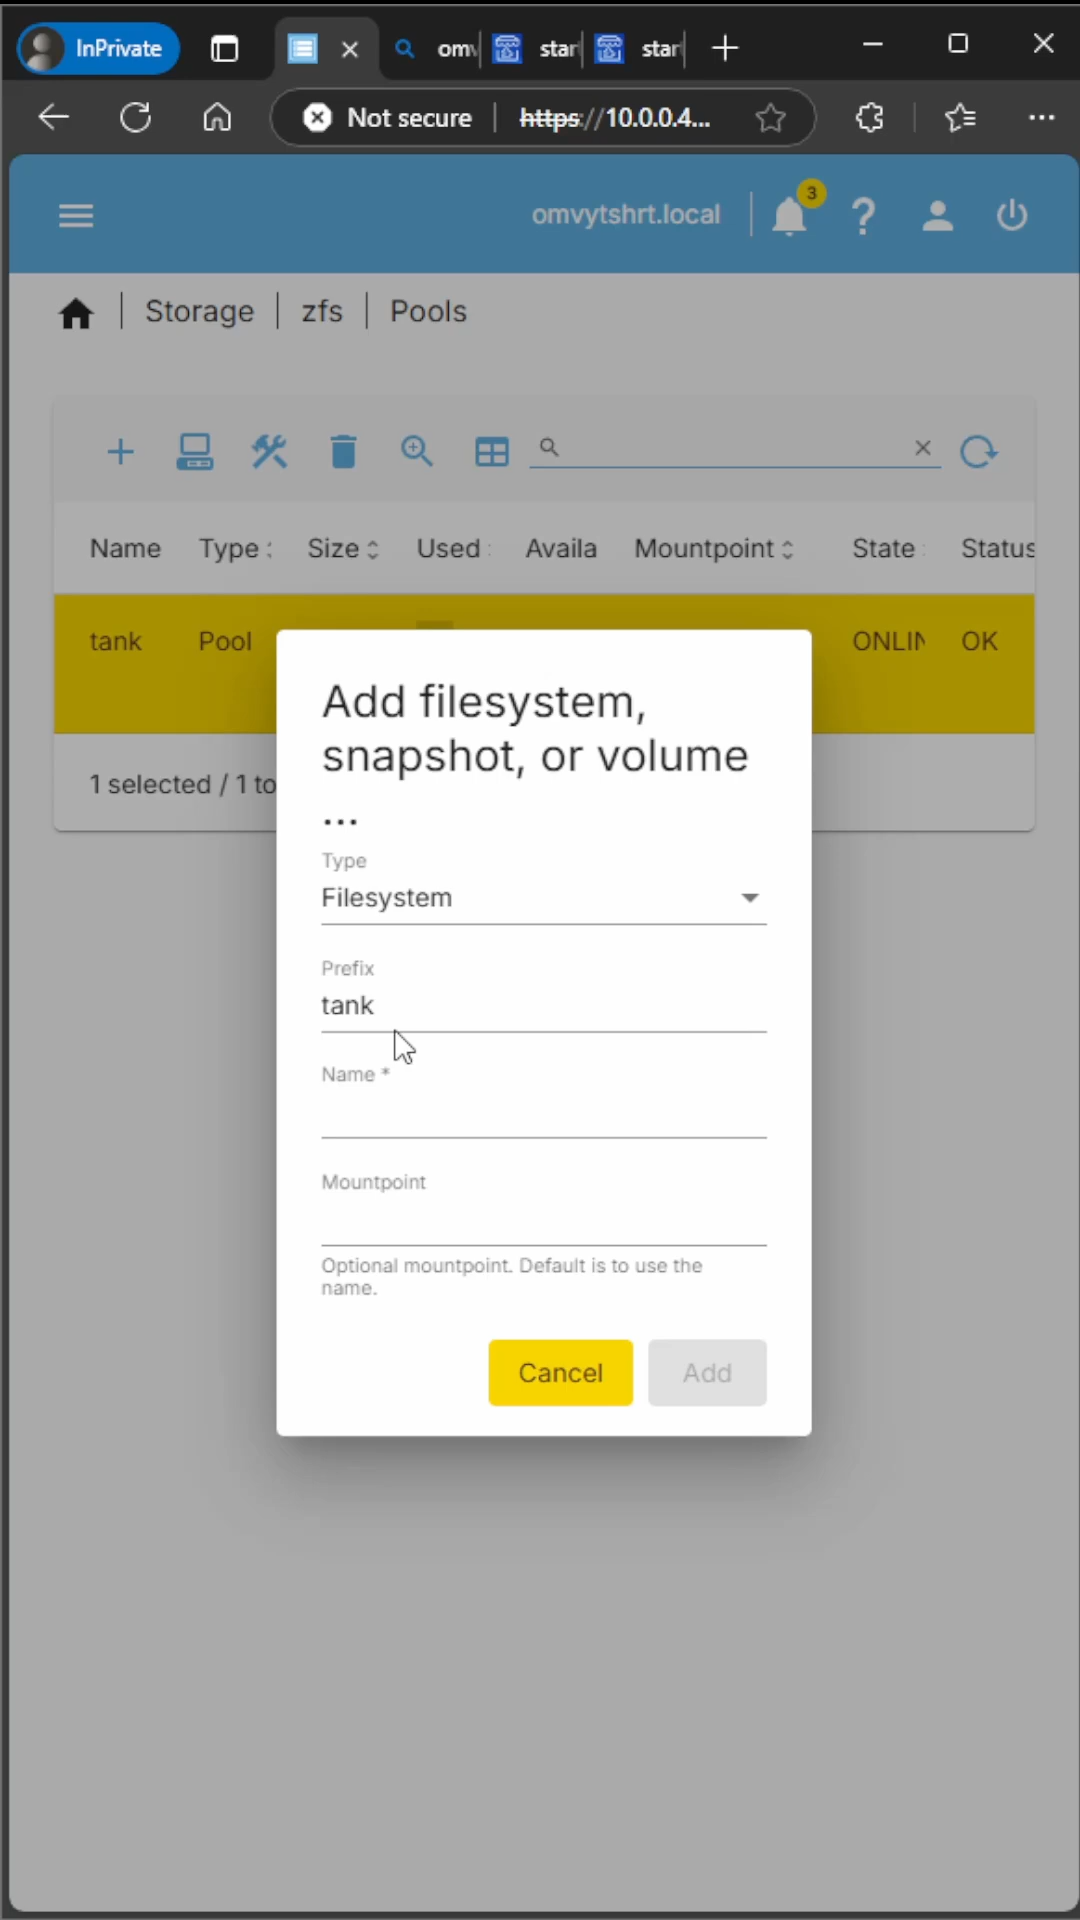 InPrivate
omv
star
star
Not secure
https://10.0.0.4...
omvytshrt.local
3
Storage
zfs
Pools
Name
Type
Size
Used
Availa
Mountpoint
State
Status
tank
Pool
ONLIN
OK
1 selected / 1 to
Add filesystem,
snapshot, or volume
...
Type
Filesystem
Prefix
tank
Name *
Mountpoint
Optional mountpoint. Default is to use the
name.
Cancel
Add